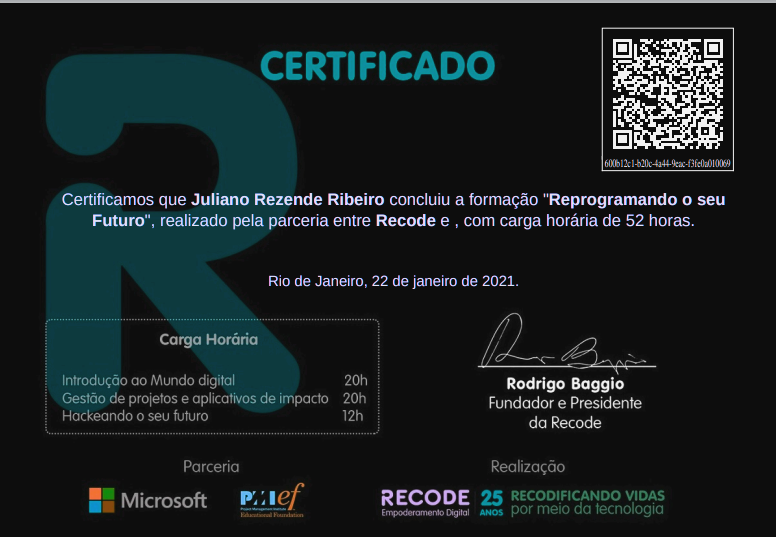 CERTIFICADO
600b12c1-b20c-4a44-9eac-f3fe0a010069
Certificamos que Juliano Rezende Ribeiro concluiu a formação "Reprogramando o seu
Futuro", realizado pela parceria entre Recode e , com carga horária de 52 horas.
Rio de Janeiro, 22 de janeiro de 2021.
Carga Horária
Introdução ao Mundo digital 20h
Gestão de projetos e aplicativos de impacto 20h
Hackeando o seu futuro 12h
Rodrigo Baggio
Fundador e Presidente
da Recode
Parceria
Microsoft
PMIef
Project Management Institute
Educational Foundation
Realização
RECODE
Empoderamento Digital
25
ANOS
RECODIFICANDO VIDAS
por meio da tecnologia